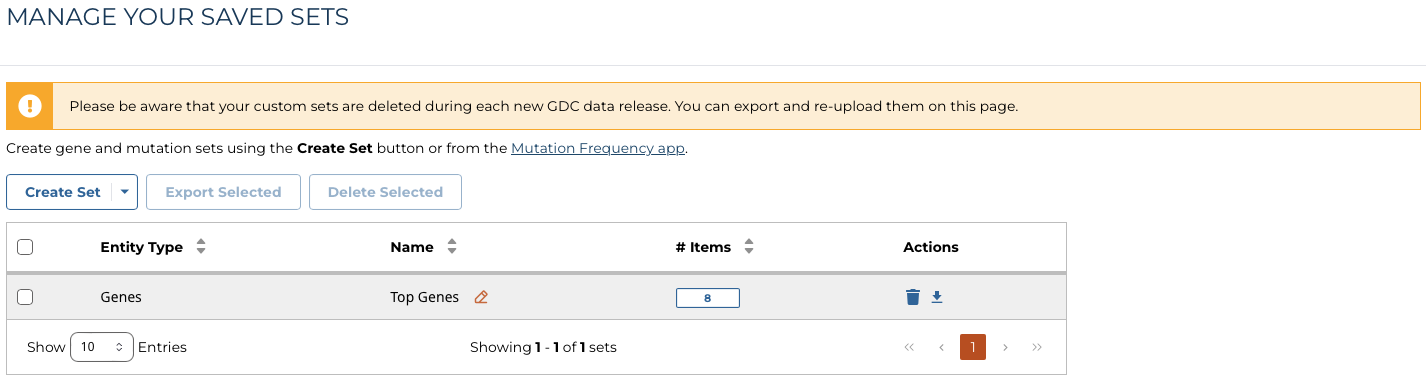 MANAGE YOUR SAVED SETS
Please be aware that your custom sets are deleted during each new GDC data release. You can export and re-upload them on this page.
Create gene and mutation sets using the Create Set button or from the Mutation Frequency app.
Create Set Export Selected Delete Selected
Entity Type Name # Items Actions
Genes Top Genes 8
Show 10 Entries Showing 1 - 1 of 1 sets << < 1 > >>